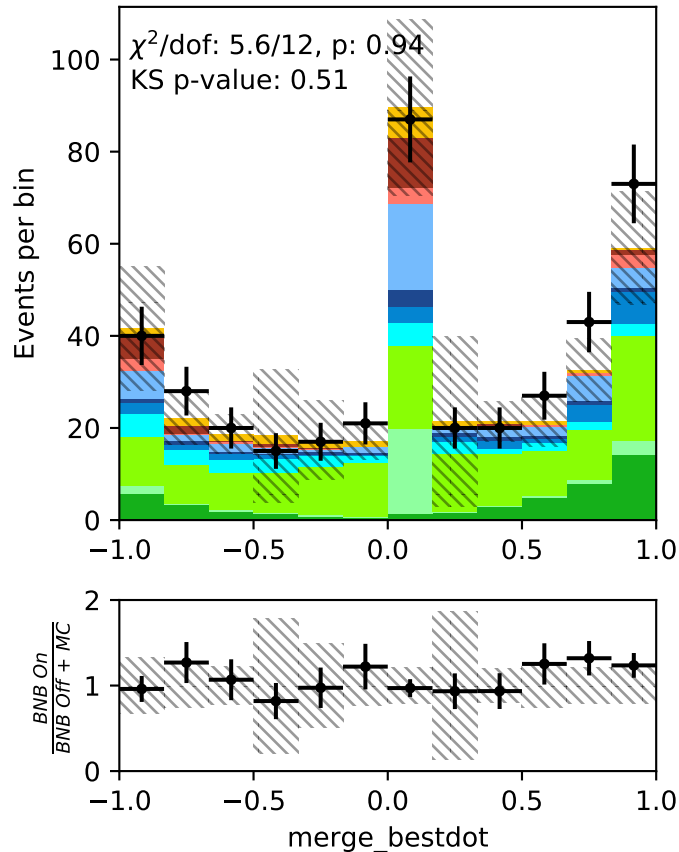 χ²/dof: 5.6/12, p: 0.94
KS p-value: 0.51
Events per bin
100
80
60
40
20
0
−1.0 −0.5 0.0 0.5 1.0
BNB On
BNB Off + MC
2
1
0
−1.0 −0.5 0.0 0.5 1.0
merge_bestdot